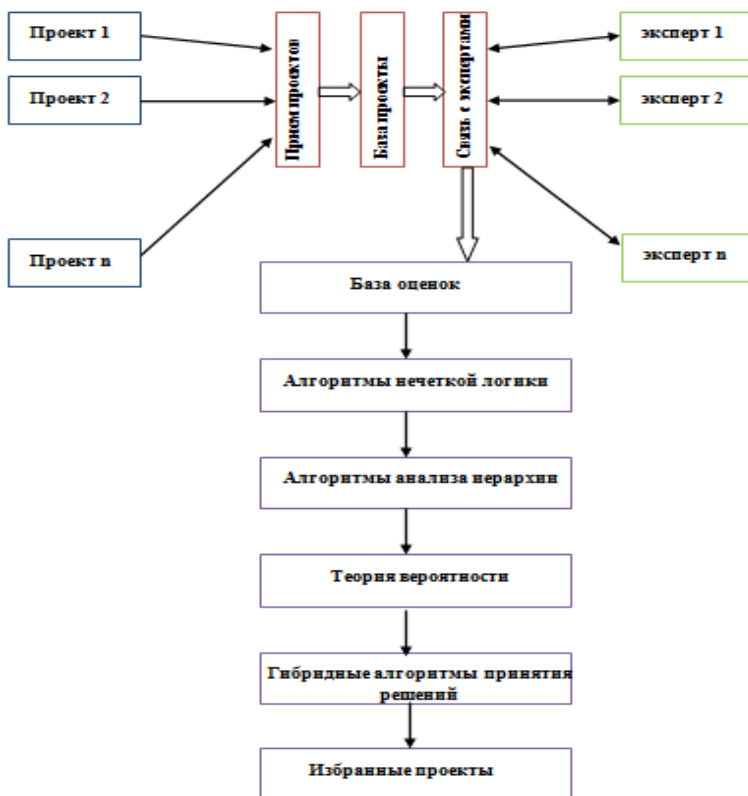 Проект 1
Проект 2
Проект n
Прием проектов
База проекты
Связь с экспертами
эксперт 1
эксперт 2
эксперт n
База оценок
Алгоритмы нечеткой логики
Алгоритмы анализа иерархии
Теория вероятности
Гибридные алгоритмы принятия
решений
Избранные проекты